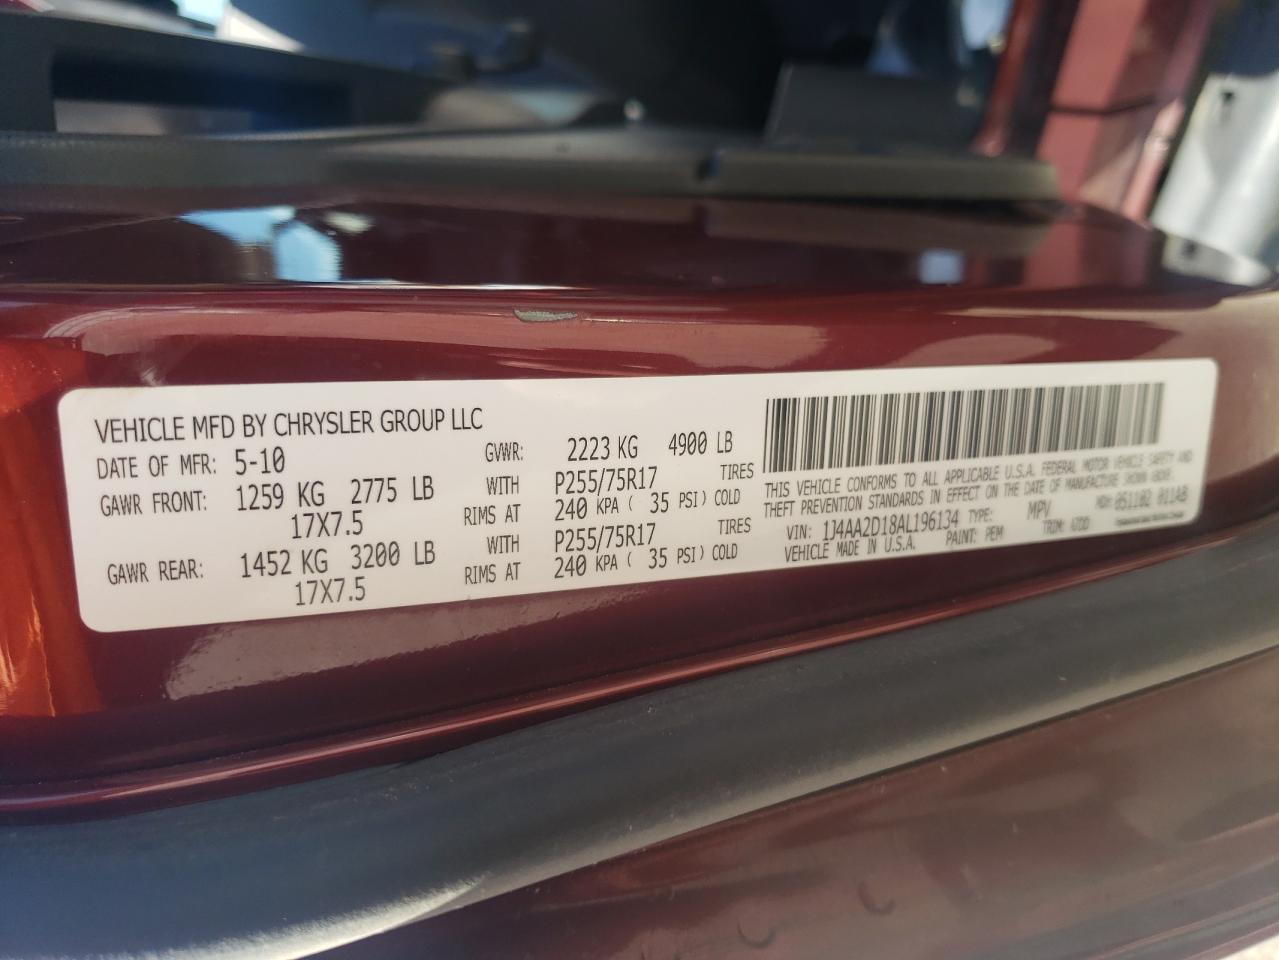 VEHICLE MFD BY CHRYSLER GROUP LLC
DATE OF MFR: 5-10 GVWR: 2223 KG 4900 LB
GAWR FRONT: 1259 KG 2775 LB WITH P255/75R17 TIRES
17X7.5 RIMS AT 240 KPA ( 35 PSI) COLD
GAWR REAR: 1452 KG 3200 LB WITH P255/75R17 TIRES
17X7.5 RIMS AT 240 KPA ( 35 PSI) COLD
THIS VEHICLE CONFORMS TO ALL APPLICABLE U.S.A. FEDERAL MOTOR VEHICLE SAFETY AND
THEFT PREVENTION STANDARDS IN EFFECT ON THE DATE OF MANUFACTURE SHOWN ABOVE.
MDH: 051102 011AB
VIN: 1J4AA2D18AL196134 TYPE: MPV
VEHICLE MADE IN U.S.A. PAINT: PEM TRIM: